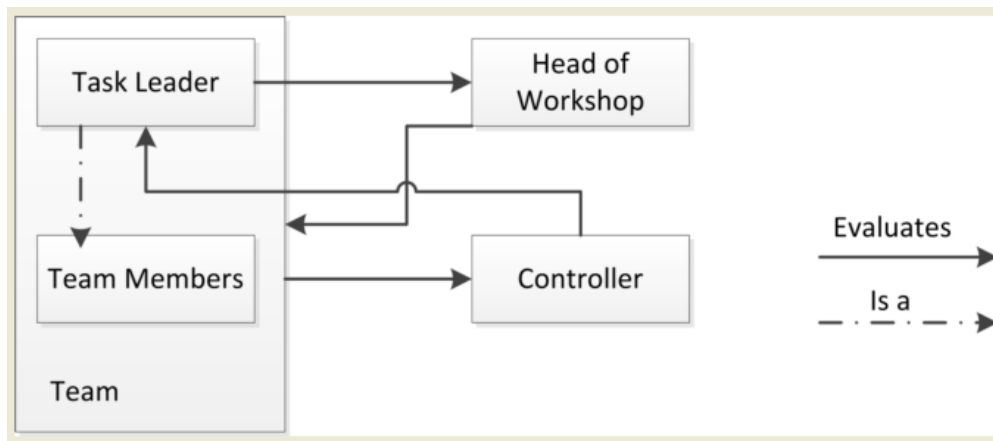 Task Leader
Head of
Workshop
Evaluates
Team Members
Controller
Is a
Team